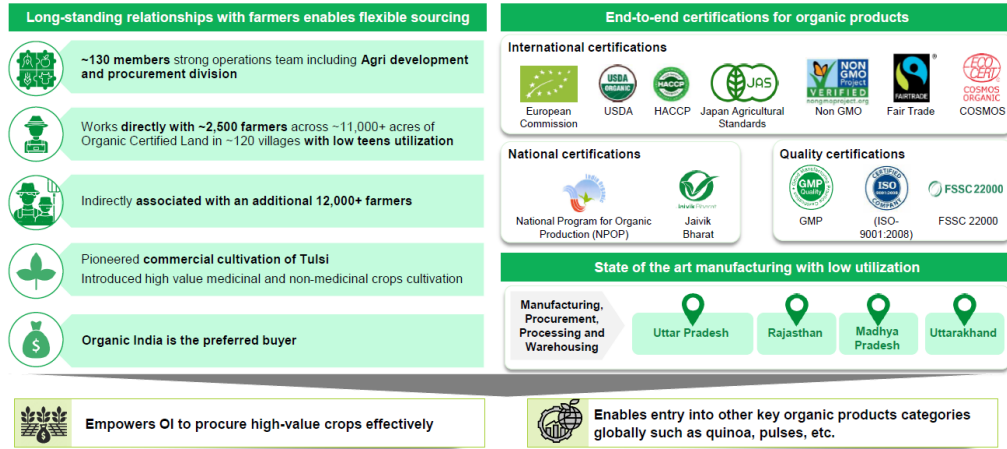 Long-standing relationships with farmers enables flexible sourcing
~130 members strong operations team including Agri development
and procurement division
Works directly with ~2,500 farmers across ~11,000+ acres of
Organic Certified Land in ~120 villages with low teens utilization
Indirectly associated with an additional 12,000+ farmers
Pioneered commercial cultivation of Tulsi
Introduced high value medicinal and non-medicinal crops cultivation
$
Organic India is the preferred buyer
End-to-end certifications for organic products
International certifications
USDA
ORGANIC
HACCP
JAS
NON
GMO
Project
VERIFIED
nongmoproject.org
FAIRTRADE
ECO
CERT
COSMOS
ORGANIC
European
Commission
USDA
HACCP
Japan Agricultural
Standards
Non GMO
Fair Trade
COSMOS
National certifications
Jaivik Bharat
National Program for Organic
Production (NPOP)
Jaivik
Bharat
Quality certifications
GMP
Quality
CERTIFIED
ISO
COMPANY
FSSC 22000
GMP
(ISO-
9001:2008)
FSSC 22000
State of the art manufacturing with low utilization
Manufacturing,
Procurement,
Processing and
Warehousing
Uttar Pradesh
Rajasthan
Madhya
Pradesh
Uttarakhand
Empowers OI to procure high-value crops effectively
Enables entry into other key organic products categories
globally such as quinoa, pulses, etc.